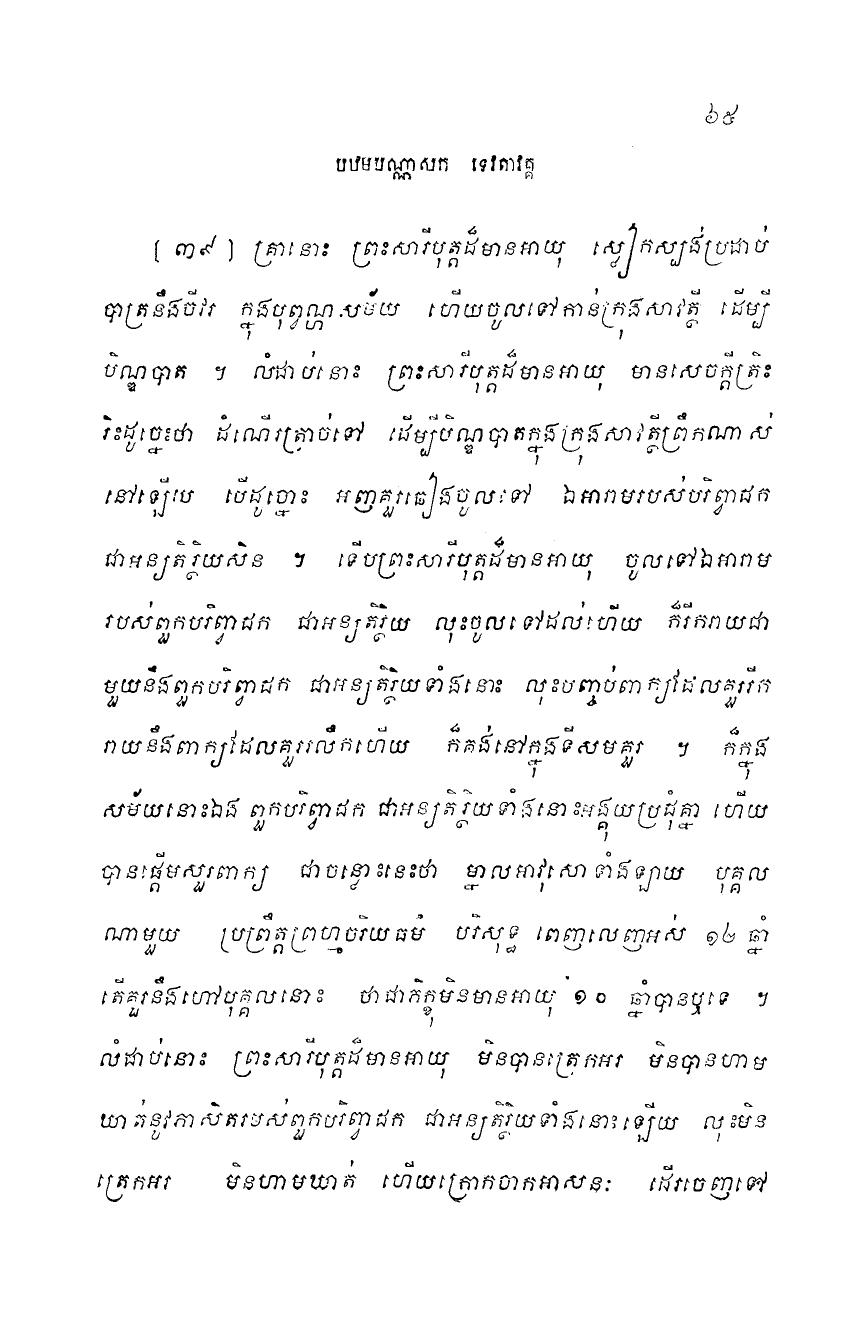 ៦៥
បឋមបណ្ណាសក ទេវតាវគ្គ
[៣៩] គ្រានោះ ព្រះសារីបុត្តដ៏មានអាយុ ស្លៀកស្បង់ប្រដាប់
បាត្រនឹងចីវរ ក្នុងបុព្វណ្ហសម័យ ហើយចូលទៅកាន់ក្រុងសាវត្ថី ដើម្បី
បិណ្ឌបាត ។ លំដាប់នោះ ព្រះសារីបុត្តដ៏មានអាយុ មានសេចក្តីត្រិះ
រិះដូច្នេះថា ដំណើរត្រាច់ទៅ ដើម្បីបិណ្ឌបាតក្នុងក្រុងសាវត្ថីព្រឹកណាស់
នៅឡើយ បើដូច្នោះ អញគួរធៀងចូលទៅ ឯអារាមរបស់បរិព្វាជក
ជាអន្យតិរ្ថិយសិន ។ ទើបព្រះសារីបុត្តដ៏មានអាយុ ចូលទៅឯអារាម
របស់ពួកបរិព្វាជក ជាអន្យតិរ្ថិយ លុះចូលទៅដល់ហើយ ក៏រីករាយជា
មួយនឹងពួកបរិព្វាជក ជាអន្យតិរ្ថិយទាំងនោះ លុះបញ្ចប់ពាក្យដែលគួររីក
រាយនឹងពាក្យដែលគួររលឹកហើយ ក៏គង់នៅក្នុងទីសមគួរ ។ ក៏ក្នុង
សម័យនោះឯង ពួកបរិព្វាជក ជាអន្យតិរ្ថិយទាំងនោះអង្គុយប្រជុំគ្នា ហើយ
បានផ្តើមសួរពាក្យ ជាចន្លោះនេះថា ម្នាលអាវុសោទាំងឡាយ បុគ្គល
ណាមួយ ប្រព្រឹត្តព្រហ្មចរិយធម៌ បរិសុទ្ធ ពេញលេញអស់ ១២ ឆ្នាំ
តើគួរនឹងហៅបុគ្គលនោះ ថាជាភិក្ខុមិនមានអាយុ ១០ ឆ្នាំបានឬទេ ។
លំដាប់នោះ ព្រះសារីបុត្តដ៏មានអាយុ មិនបានត្រេកអរ មិនបានហាម
ឃាត់នូវភាសិតរបស់ពួកបរិព្វាជក ជាអន្យតិរ្ថិយទាំងនោះឡើយ លុះមិន
ត្រេកអរ មិនហាមឃាត់ ហើយក្រោកចាកអាសនៈ ដើរចេញទៅ